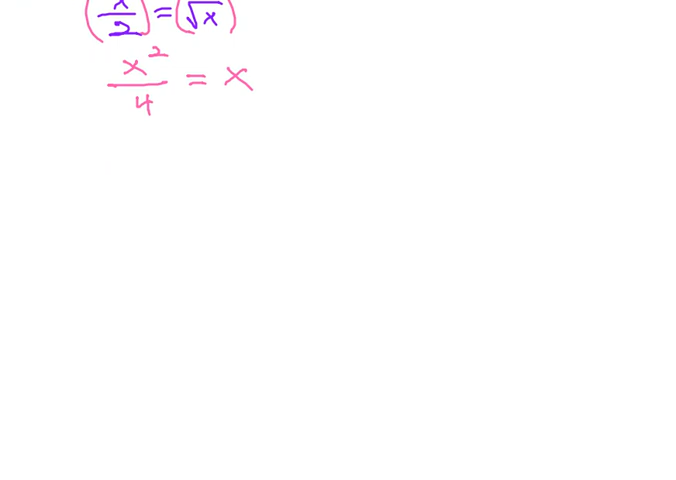 (x/2) = (√x)
x²/4 = x